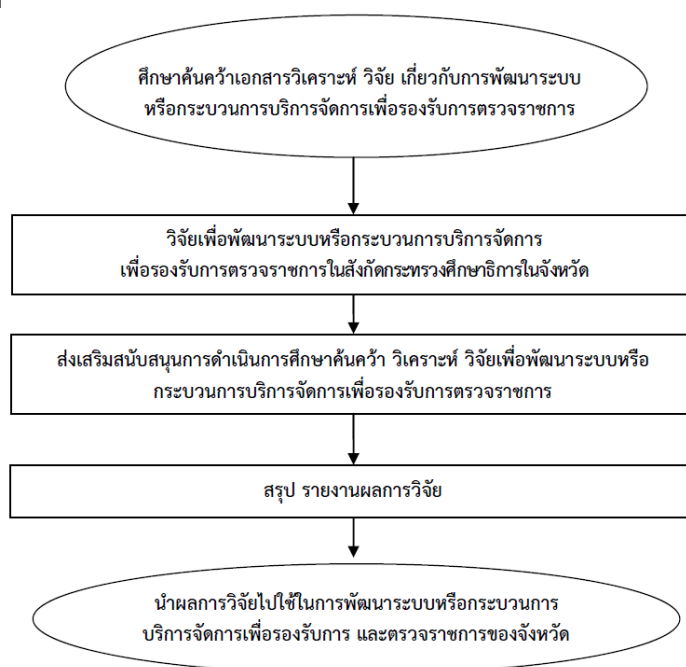 ศึกษาค้นคว้าเอกสารวิเคราะห์ วิจัย เกี่ยวกับการพัฒนาระบบ
หรือกระบวนการบริการจัดการเพื่อรองรับการตรวจราชการ
วิจัยเพื่อพัฒนาระบบหรือกระบวนการบริการจัดการ
เพื่อรองรับการตรวจราชการในสังกัดกระทรวงศึกษาธิการในจังหวัด
ส่งเสริมสนับสนุนการดำเนินการศึกษาค้นคว้า วิเคราะห์ วิจัยเพื่อพัฒนาระบบหรือ
กระบวนการบริการจัดการเพื่อรองรับการตรวจราชการ
สรุป รายงานผลการวิจัย
นำผลการวิจัยไปใช้ในการพัฒนาระบบหรือกระบวนการ
บริการจัดการเพื่อรองรับการ และตรวจราชการของจังหวัด